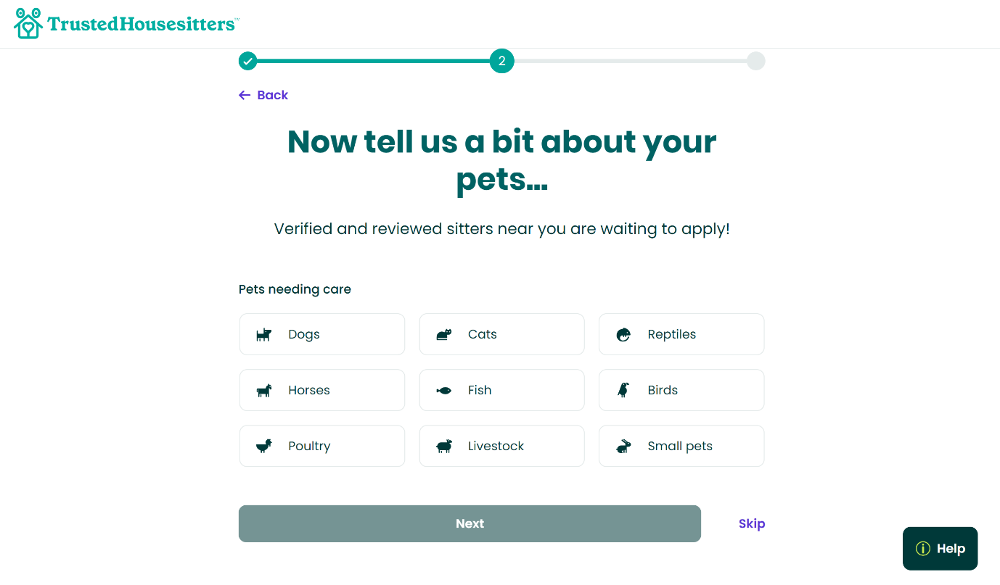 TrustedHousesitters™
2
← Back
Now tell us a bit about your
pets...
Verified and reviewed sitters near you are waiting to apply!
Pets needing care
Dogs
Cats
Reptiles
Horses
Fish
Birds
Poultry
Livestock
Small pets
Next
Skip
Help